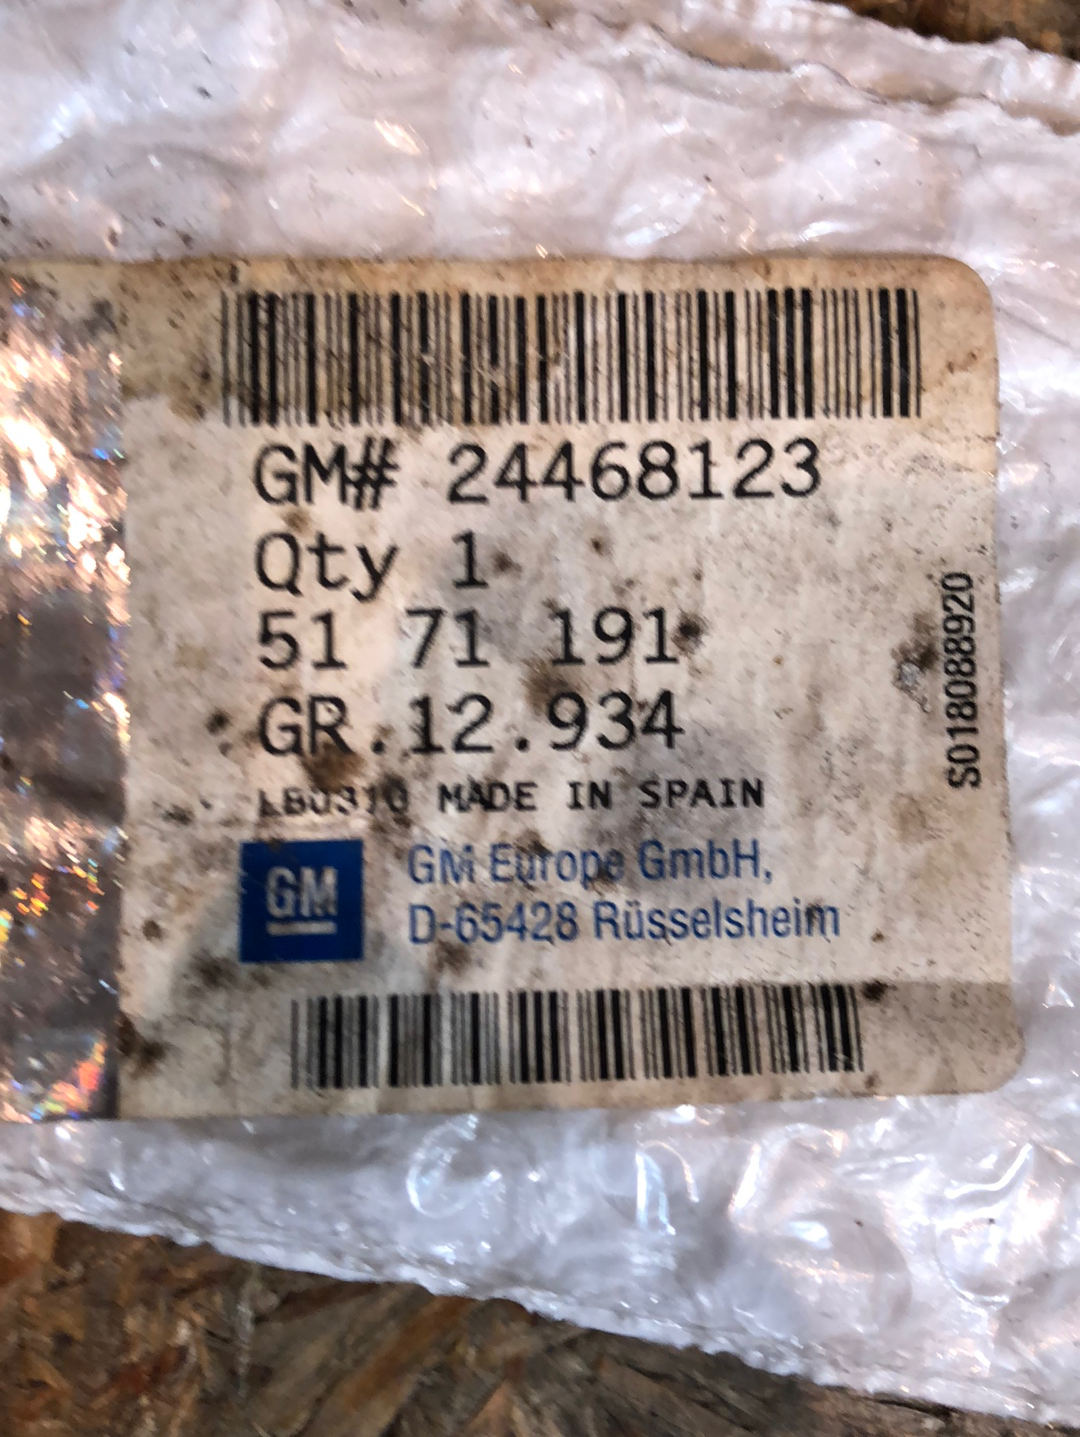 GM# 24468123
Qty 1
51 71 191
GR.12.934
LB0310 MADE IN SPAIN
GM
GM Europe GmbH,
D-65428 Rüsselsheim
S018088920